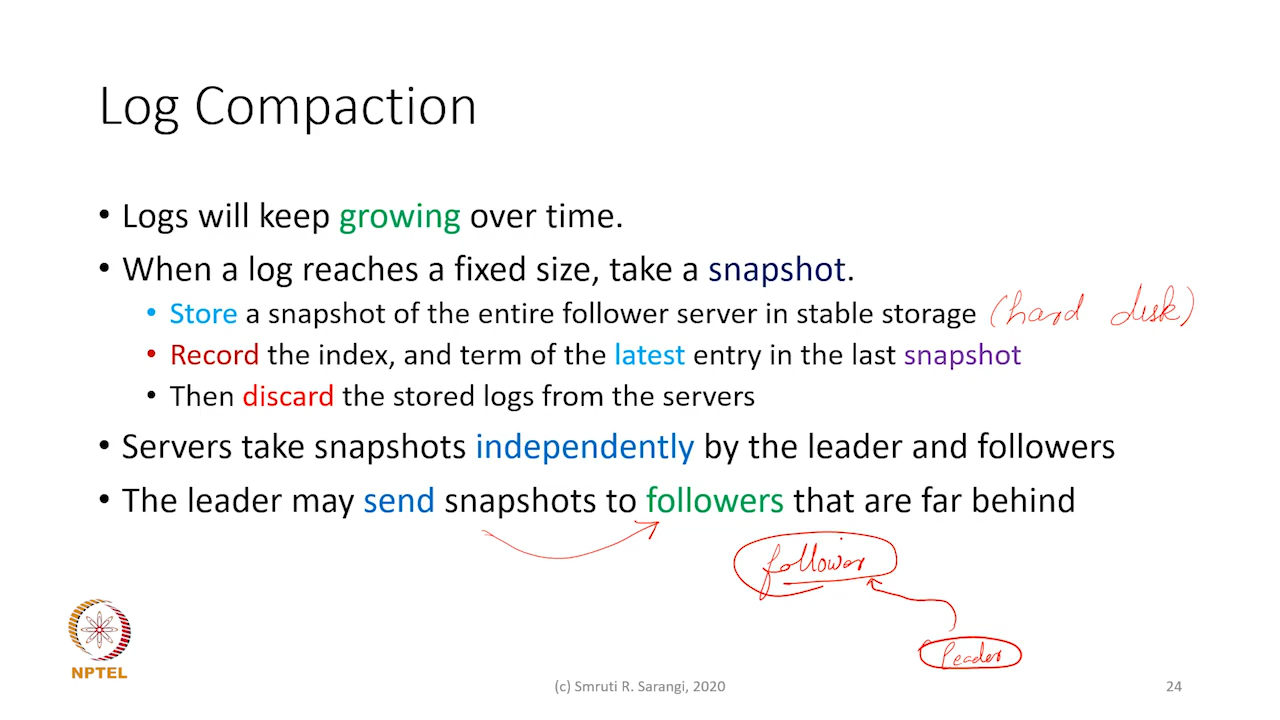 Log Compaction
• Logs will keep growing over time.
• When a log reaches a fixed size, take a snapshot.
• Store a snapshot of the entire follower server in stable storage (hard disk)
• Record the index, and term of the latest entry in the last snapshot
• Then discard the stored logs from the servers
• Servers take snapshots independently by the leader and followers
• The leader may send snapshots to followers that are far behind
follower
leader
NPTEL
(c) Smruti R. Sarangi, 2020
24